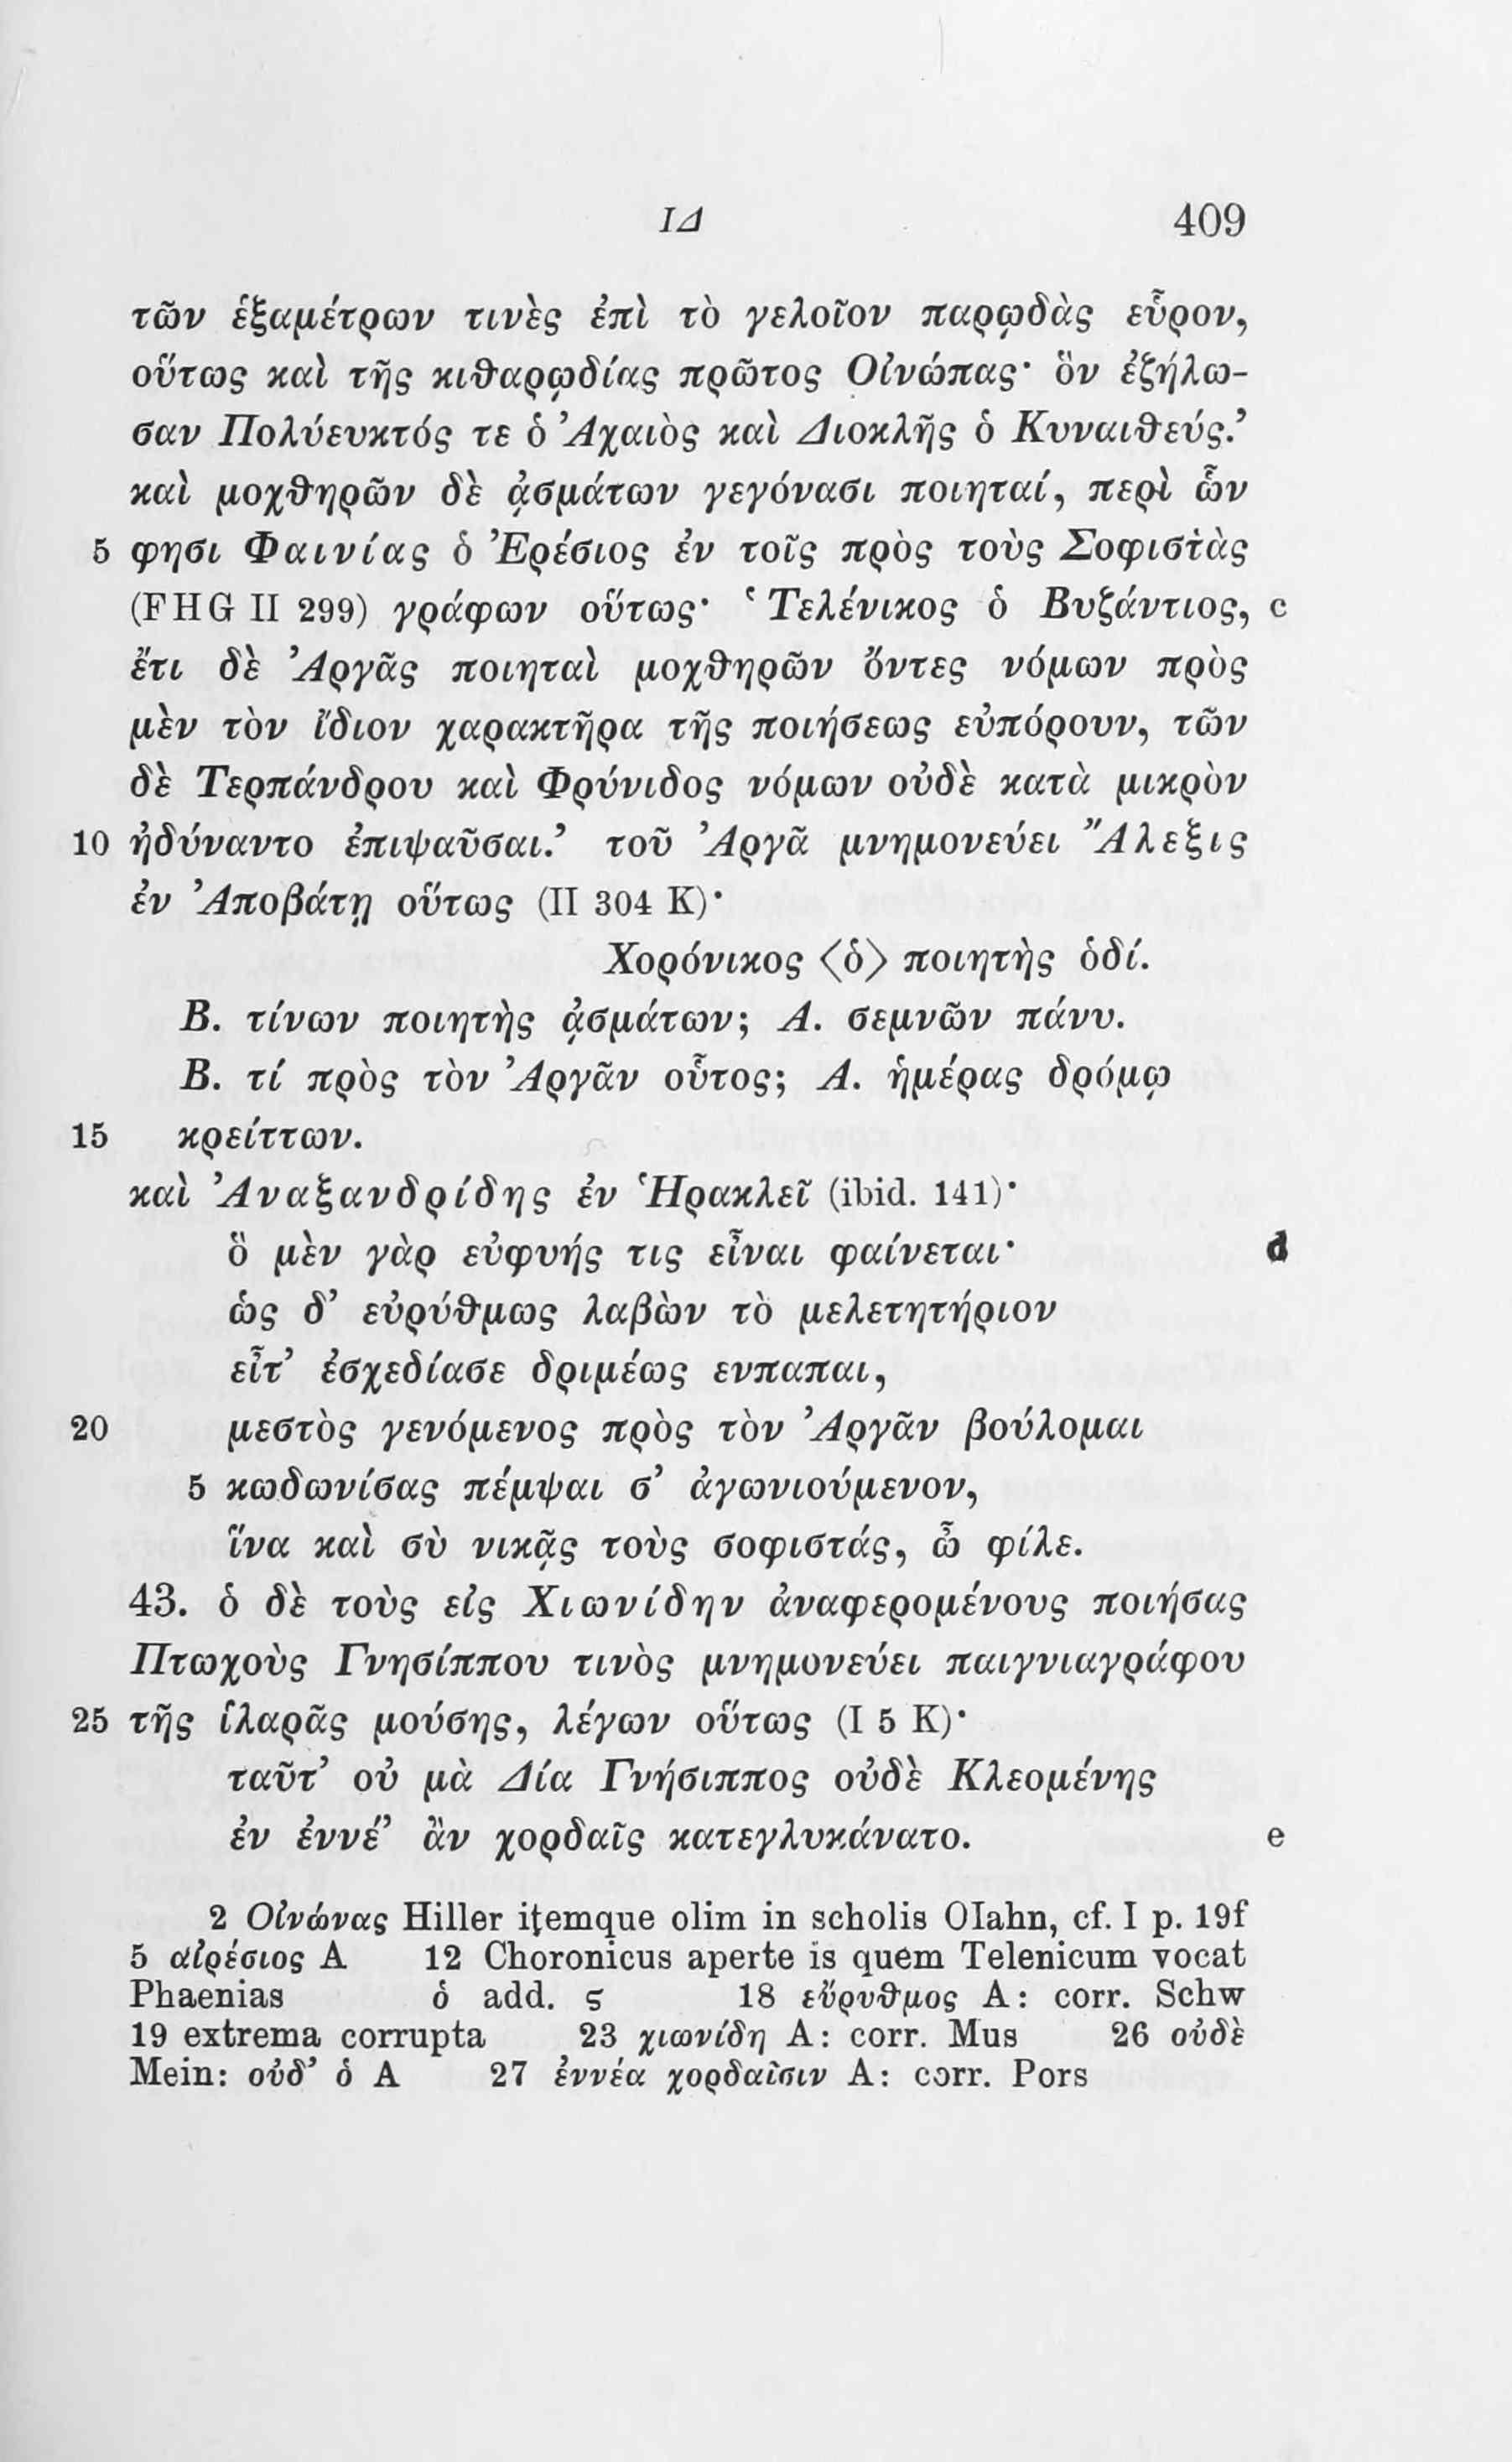 ΙΔ 409
τῶν ἑξαμέτρων τινὲς ἐπὶ τὸ γελοῖον παρῳδὰς εὗρον,
οὕτως καὶ τῆς κιθαρῳδίας πρῶτος Οἰνώπας· ὃν ἐζήλω-
σαν Πολύευκτός τε ὁ Ἀχαιὸς καὶ Διοκλῆς ὁ Κυναιθεύς.’
καὶ μοχθηρῶν δὲ ᾀσμάτων γεγόνασι ποιηταί, περὶ ὧν
5 φησι Φαινίας ὁ Ἐρέσιος ἐν τοῖς πρὸς τοὺς Σοφιστὰς
(FHG II 299) γράφων οὕτως· ‘Τελένικος ὁ Βυζάντιος, c
ἔτι δὲ Ἀργᾶς ποιηταὶ μοχθηρῶν ὄντες νόμων πρὸς
μὲν τὸν ἴδιον χαρακτῆρα τῆς ποιήσεως εὐπόρουν, τῶν
δὲ Τερπάνδρου καὶ Φρύνιδος νόμων οὐδὲ κατὰ μικρὸν
10 ἠδύναντο ἐπιψαῦσαι.’ τοῦ Ἀργᾶ μνημονεύει Ἄλεξις
ἐν Ἀποβάτῃ οὕτως (II 304 K)·
Χορόνικος <ὁ> ποιητὴς ὁδί.
Β. τίνων ποιητὴς ᾀσμάτων; Α. σεμνῶν πάνυ.
Β. τί πρὸς τὸν Ἀργᾶν οὗτος; Α. ἡμέρας δρόμῳ
15 κρείττων.
καὶ Ἀναξανδρίδης ἐν Ἡρακλεῖ (ibid. 141)·
ὃ μὲν γὰρ εὐφυής τις εἶναι φαίνεται· d
ὡς δ’ εὐρύθμως λαβὼν τὸ μελετητήριον
εἶτ’ ἐσχεδίασε δριμέως ενπαπαι,
20 μεστὸς γενόμενος πρὸς τὸν Ἀργᾶν βούλομαι
5 κωδωνίσας πέμψαι σ’ ἀγωνιούμενον,
ἵνα καὶ σὺ νικᾷς τοὺς σοφιστάς, ὦ φίλε.
43. ὁ δὲ τοὺς εἰς Χιωνίδην ἀναφερομένους ποιήσας
Πτωχοὺς Γνησίππου τινὸς μνημονεύει παιγνιαγράφου
25 τῆς ἱλαρᾶς μούσης, λέγων οὕτως (I 5 K)·
ταῦτ’ οὐ μὰ Δία Γνήσιππος οὐδὲ Κλεομένης
ἐν ἐννέ’ ἂν χορδαῖς κατεγλυκάνατο. e
2 Οἰνώνας Hiller itemque olim in scholis OIahn, cf. I p. 19f
5 αἰρέσιος A 12 Choronicus aperte is quem Telenicum vocat
Phaenias ὁ add. ς 18 εὔρυθμος A: corr. Schw
19 extrema corrupta 23 χιωνίδη A: corr. Mus 26 οὐδὲ
Mein: οὐδ’ ὁ A 27 ἐννέα χορδαῖσιν A: corr. Pors